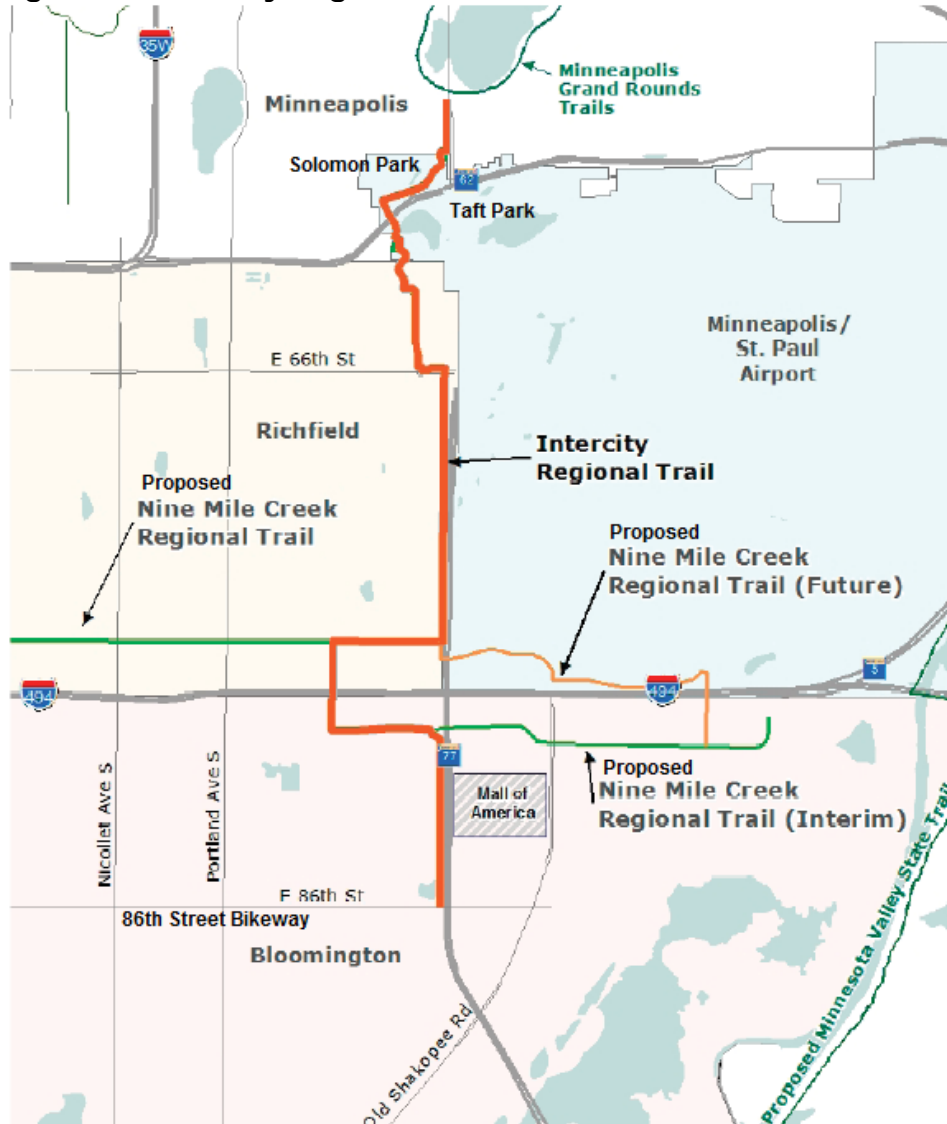 35W
Minneapolis
Grand Rounds
Trails
Minneapolis
Solomon Park
62
Taft Park
Minneapolis/
St. Paul
Airport
E 66th St
Richfield
Intercity
Regional Trail
Proposed
Nine Mile Creek
Regional Trail
Proposed
Nine Mile Creek
Regional Trail (Future)
5
494
494
77
Proposed
Nine Mile Creek
Regional Trail (Interim)
Mall of
America
Nicollet Ave S
Portland Ave S
E 86th St
86th Street Bikeway
Bloomington
Old Shakopee Rd
Proposed Minnesota Valley State Trail